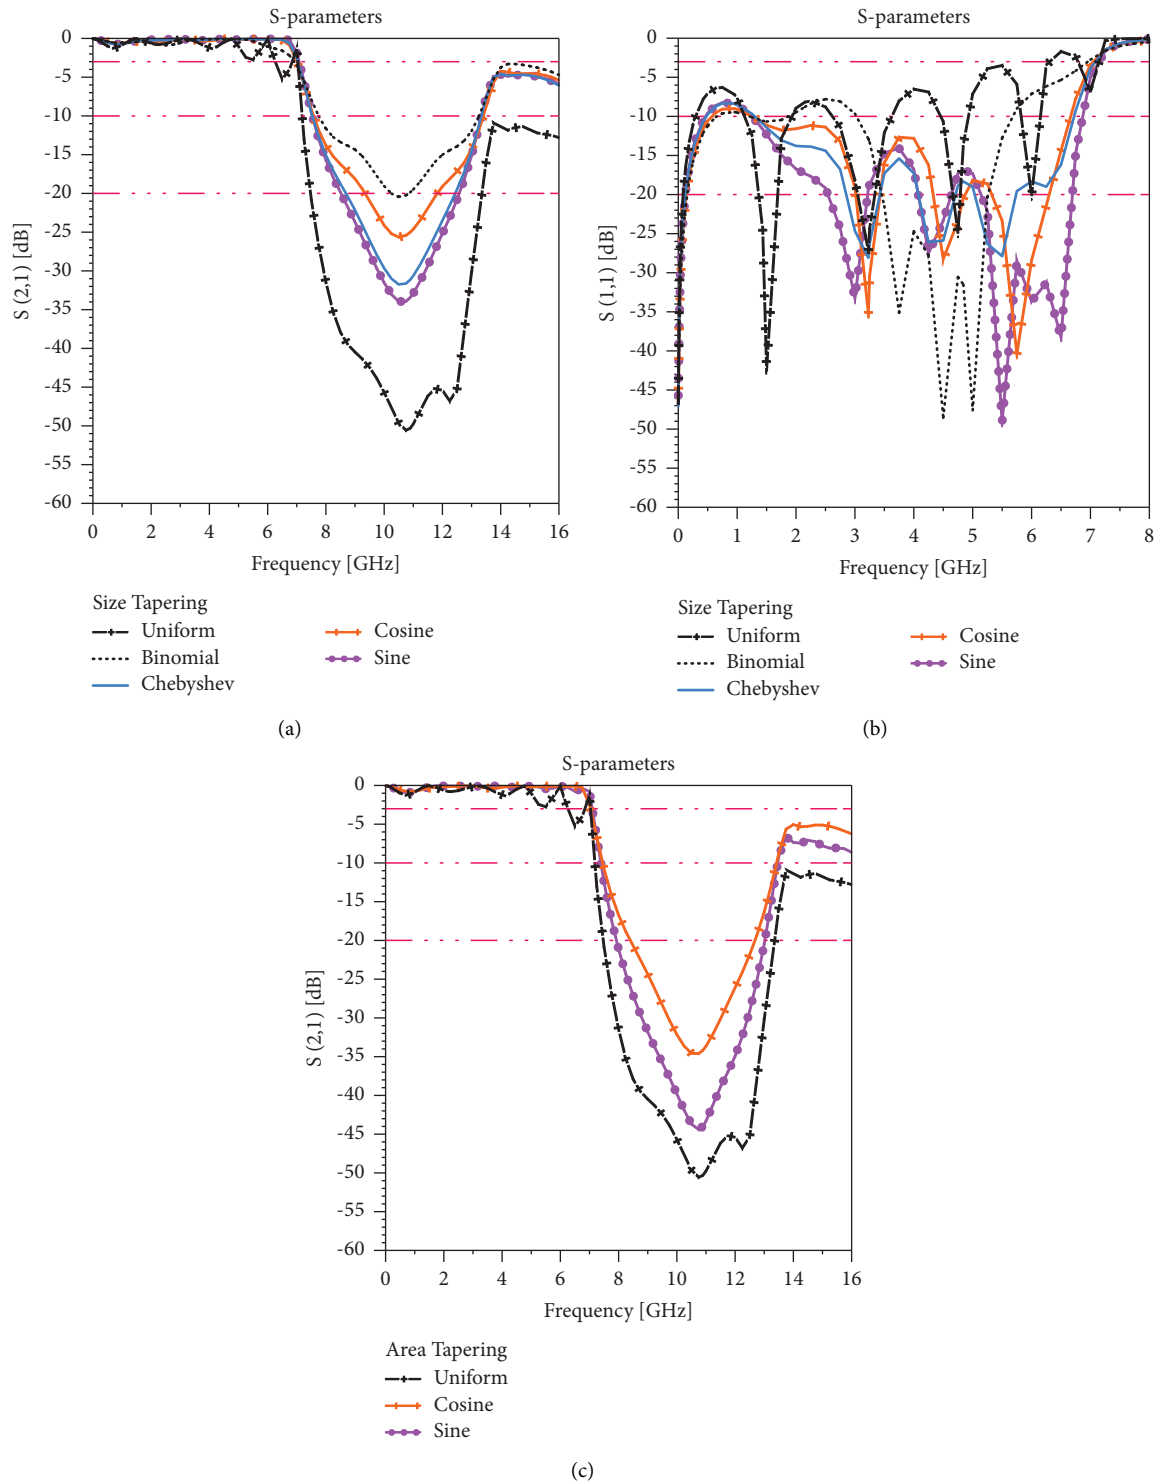 S-parameters
0
-5
-10
-15
-20
-25
-30
-35
-40
-45
-50
-55
-60
S (2,1) [dB]
0 2 4 6 8 10 12 14 16
Frequency [GHz]
Size Tapering
Uniform
Binomial
Chebyshev
Cosine
Sine
(a)
S-parameters
0
-5
-10
-15
-20
-25
-30
-35
-40
-45
-50
-55
-60
S (1,1) [dB]
0 1 2 3 4 5 6 7 8
Frequency [GHz]
Size Tapering
Uniform
Binomial
Chebyshev
Cosine
Sine
(b)
S-parameters
0
-5
-10
-15
-20
-25
-30
-35
-40
-45
-50
-55
-60
S (2,1) [dB]
0 2 4 6 8 10 12 14 16
Frequency [GHz]
Area Tapering
Uniform
Cosine
Sine
(c)